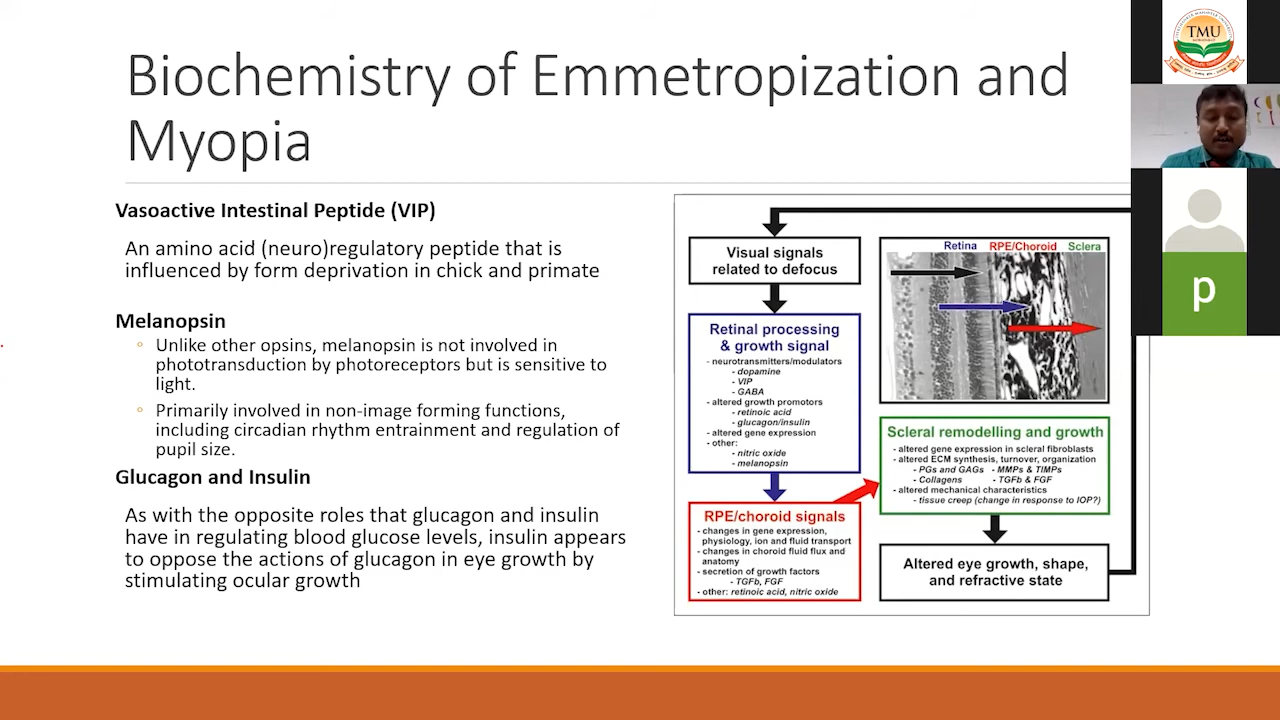 Biochemistry of Emmetropization and
Myopia
Vasoactive Intestinal Peptide (VIP)
An amino acid (neuro)regulatory peptide that is
influenced by form deprivation in chick and primate
Melanopsin
◦ Unlike other opsins, melanopsin is not involved in
phototransduction by photoreceptors but is sensitive to
light.
◦ Primarily involved in non-image forming functions,
including circadian rhythm entrainment and regulation of
pupil size.
Glucagon and Insulin
As with the opposite roles that glucagon and insulin
have in regulating blood glucose levels, insulin appears
to oppose the actions of glucagon in eye growth by
stimulating ocular growth
Visual signals
related to defocus
Retinal processing
& growth signal
- neurotransmitters/modulators
- dopamine
- VIP
- GABA
- altered growth promotors
- retinoic acid
- glucagon/insulin
- altered gene expression
- other:
- nitric oxide
- melanopsin
RPE/choroid signals
- changes in gene expression,
physiology, ion and fluid transport
- changes in choroid fluid flux and
anatomy
- secretion of growth factors
- TGFb, FGF
- other: retinoic acid, nitric oxide
Retina RPE/Choroid Sclera
Scleral remodelling and growth
- altered gene expression in scleral fibroblasts
- altered ECM synthesis, turnover, organization
- PGs and GAGs - MMPs & TIMPs
- Collagens - TGFb & FGF
- altered mechanical characteristics
- tissue creep (change in response to IOP?)
Altered eye growth, shape,
and refractive state
TMU
p